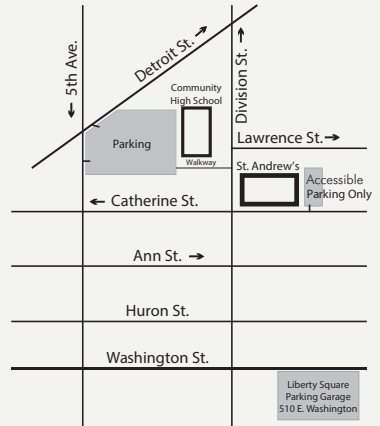 5th Ave.
Detroit St.
Division St.
Community
High School
Parking
Walkway
Lawrence St.
St. Andrew's
Accessible
Parking Only
Catherine St.
Ann St.
Huron St.
Washington St.
Liberty Square
Parking Garage
510 E. Washington